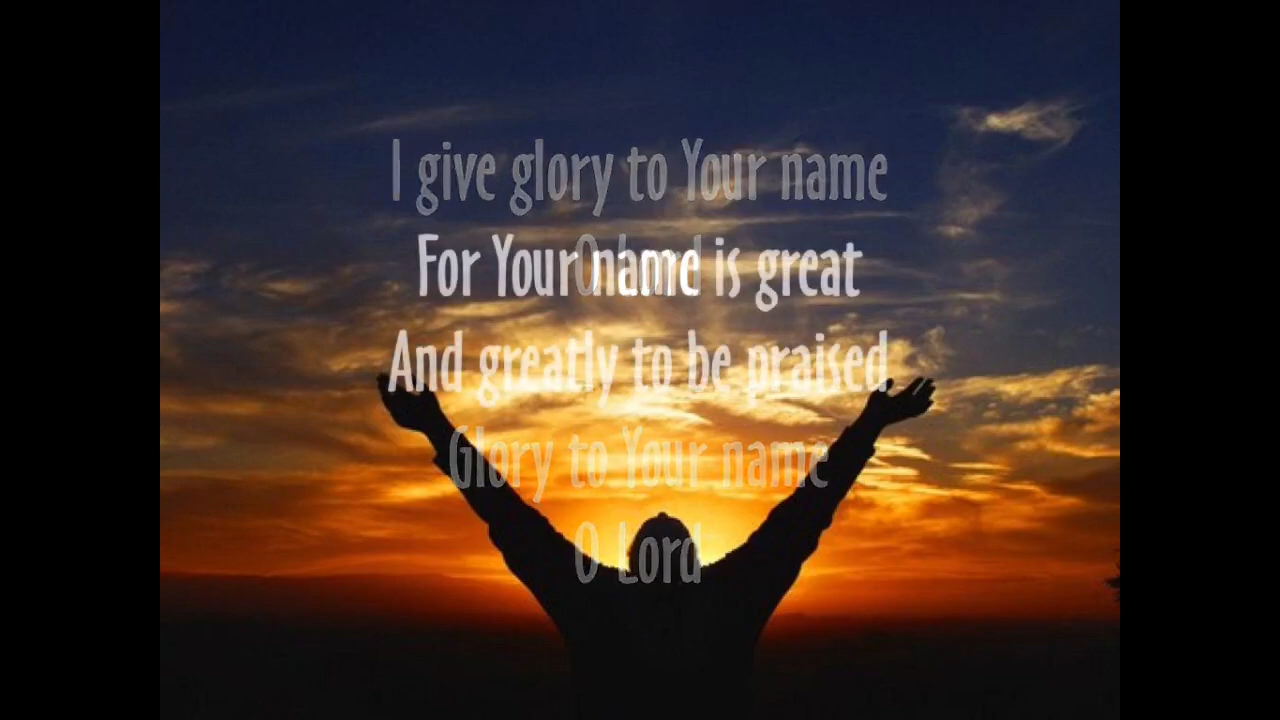 I give glory to Your name
O Lord
For Your name is great
And greatly to be praised
Glory to Your name
O Lord